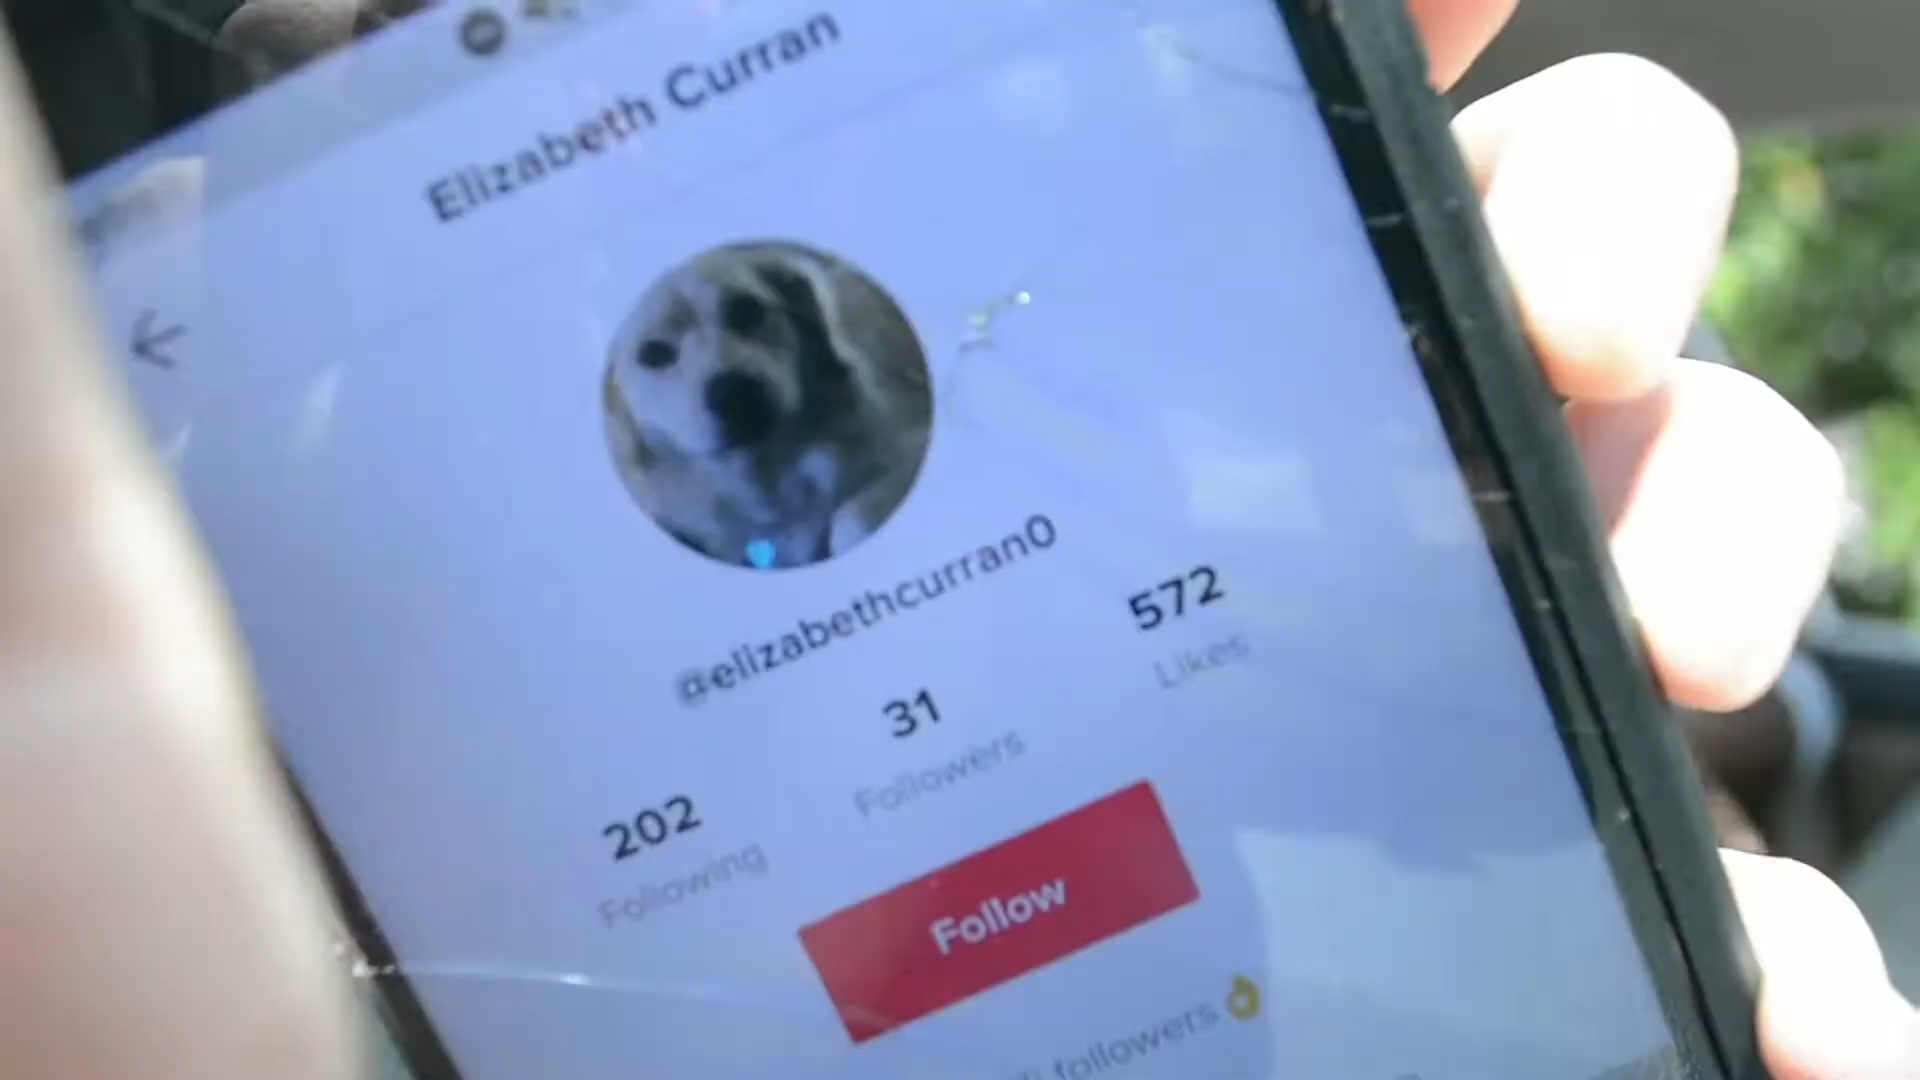 Elizabeth Curran
@elizabethcurran0
202
Following
31
Followers
572
Likes
Follow
followers👌